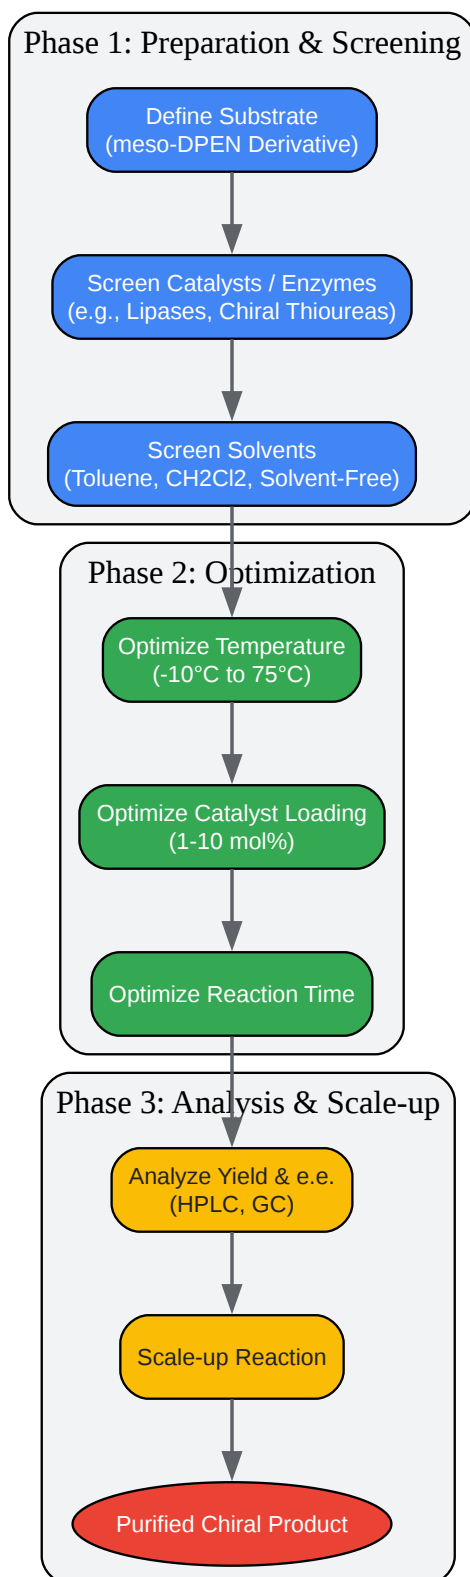 Phase 1: Preparation & Screening
Define Substrate
(meso-DPEN Derivative)
Screen Catalysts / Enzymes
(e.g., Lipases, Chiral Thioureas)
Screen Solvents
(Toluene, CH2Cl2, Solvent-Free)
Phase 2: Optimization
Optimize Temperature
(-10°C to 75°C)
Optimize Catalyst Loading
(1-10 mol%)
Optimize Reaction Time
Phase 3: Analysis & Scale-up
Analyze Yield & e.e.
(HPLC, GC)
Scale-up Reaction
Purified Chiral Product